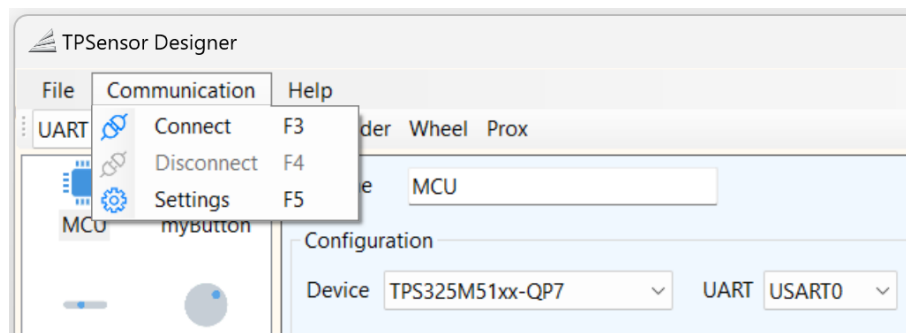 TPSensor Designer
File Communication Help
UART der Wheel Prox
Connect F3
Disconnect F4
Settings F5
MCU myButton
e MCU
Configuration
Device TPS325M51xx-QP7 UART USART0